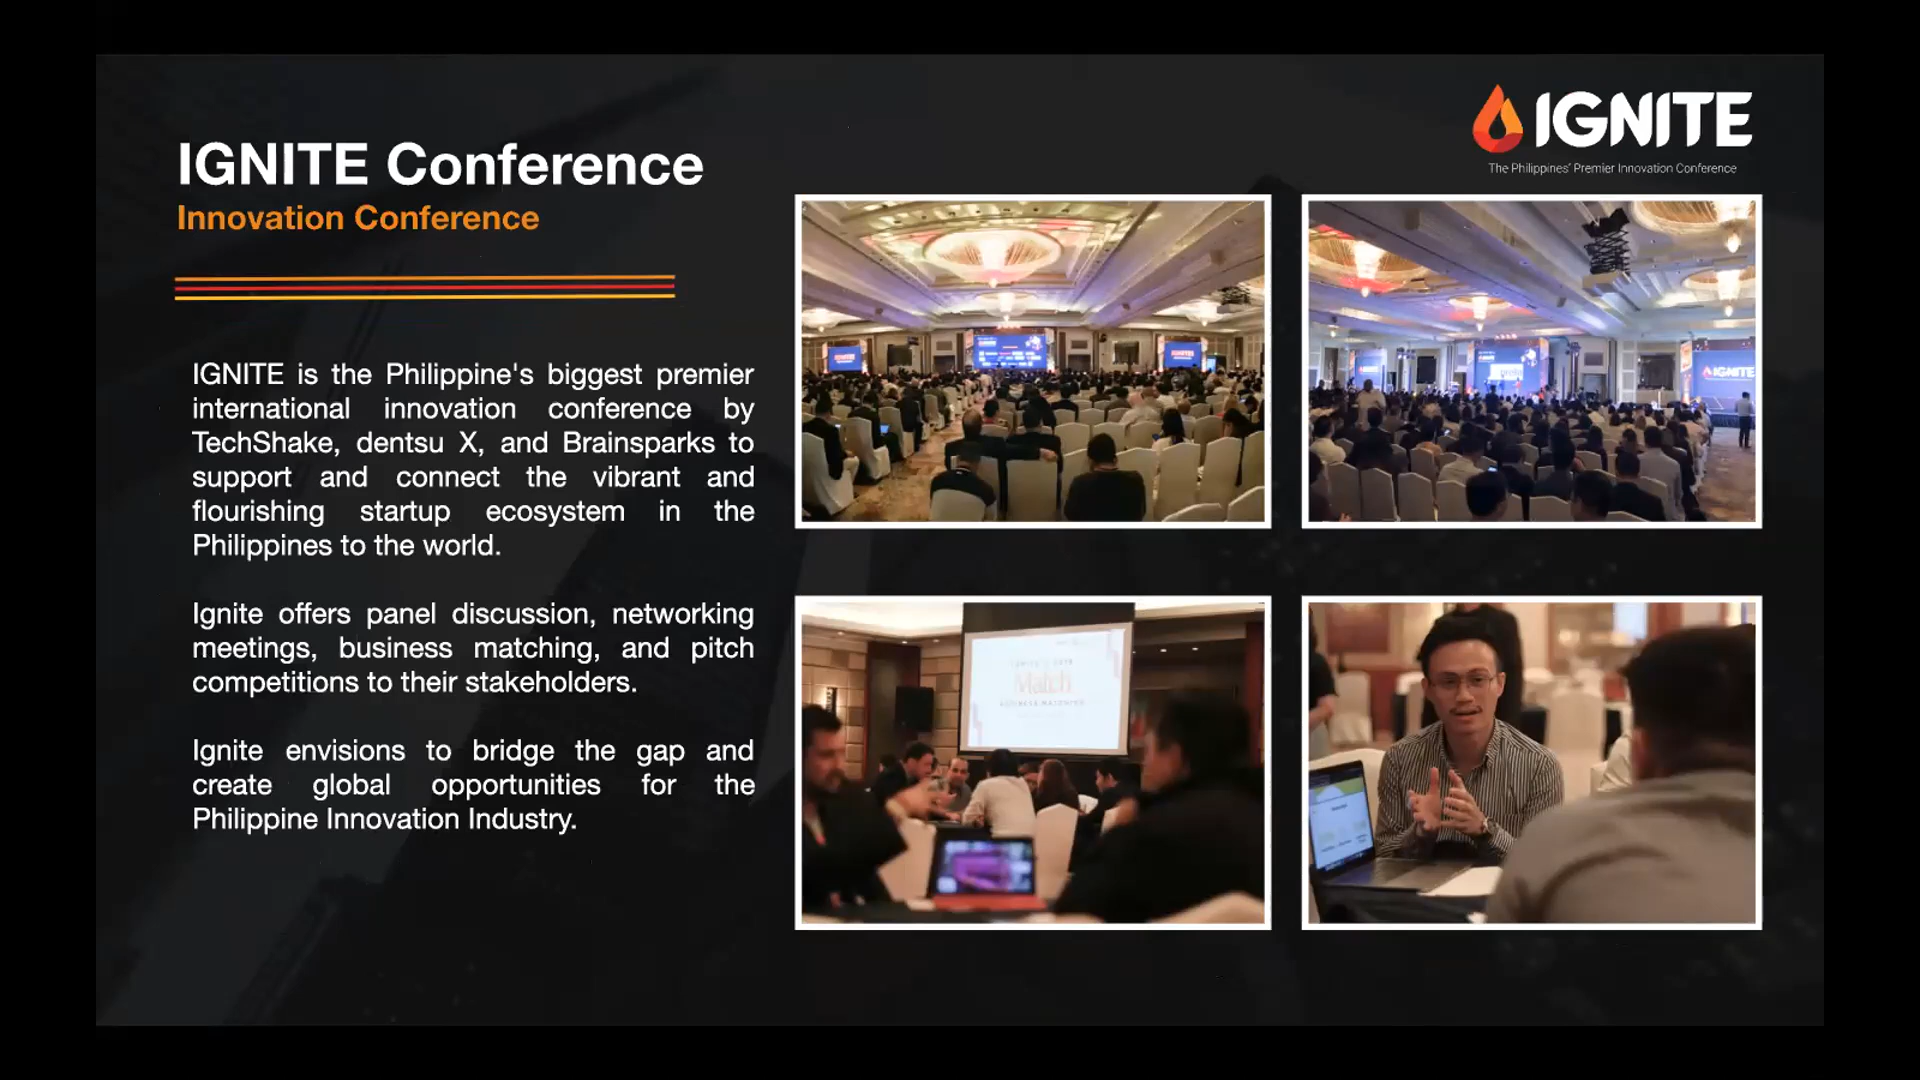 IGNITE
The Philippines' Premier Innovation Conference
IGNITE Conference
Innovation Conference
IGNITE is the Philippine's biggest premier
international innovation conference by
TechShake, dentsu X, and Brainsparks to
support and connect the vibrant and
flourishing startup ecosystem in the
Philippines to the world.
Ignite offers panel discussion, networking
meetings, business matching, and pitch
competitions to their stakeholders.
Ignite envisions to bridge the gap and
create global opportunities for the
Philippine Innovation Industry.
IGNITE
Match